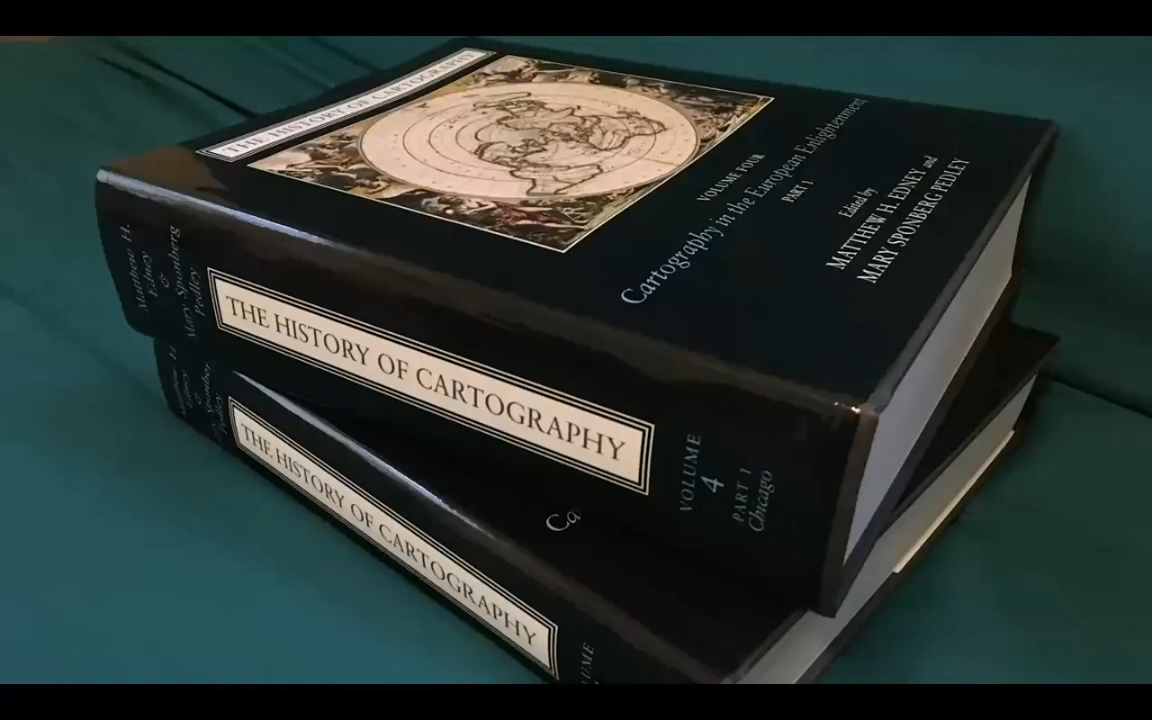 THE HISTORY OF CARTOGRAPHY
VOLUME FOUR
Cartography in the European Enlightenment
PART 1
Edited by
MATTHEW H. EDNEY and
MARY SPONBERG PEDLEY
Matthew H.
Edney
&
Mary Sponberg
Pedley
THE HISTORY OF CARTOGRAPHY
VOLUME
4
PART 1
Chicago
Edney
&
Pedley
THE HISTORY OF CARTOGRAPHY